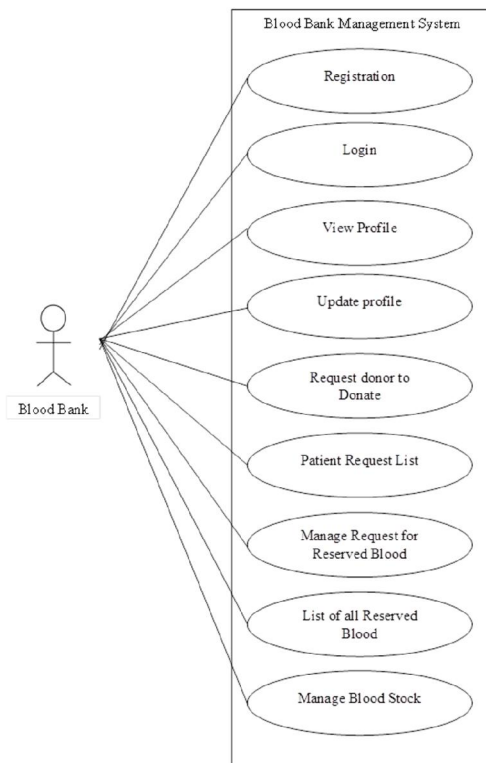 Blood Bank Management System
Registration
Login
View Profile
Update profile
Request donor to
Donate
Patient Request List
Manage Request for
Reserved Blood
List of all Reserved
Blood
Manage Blood Stock
Blood Bank